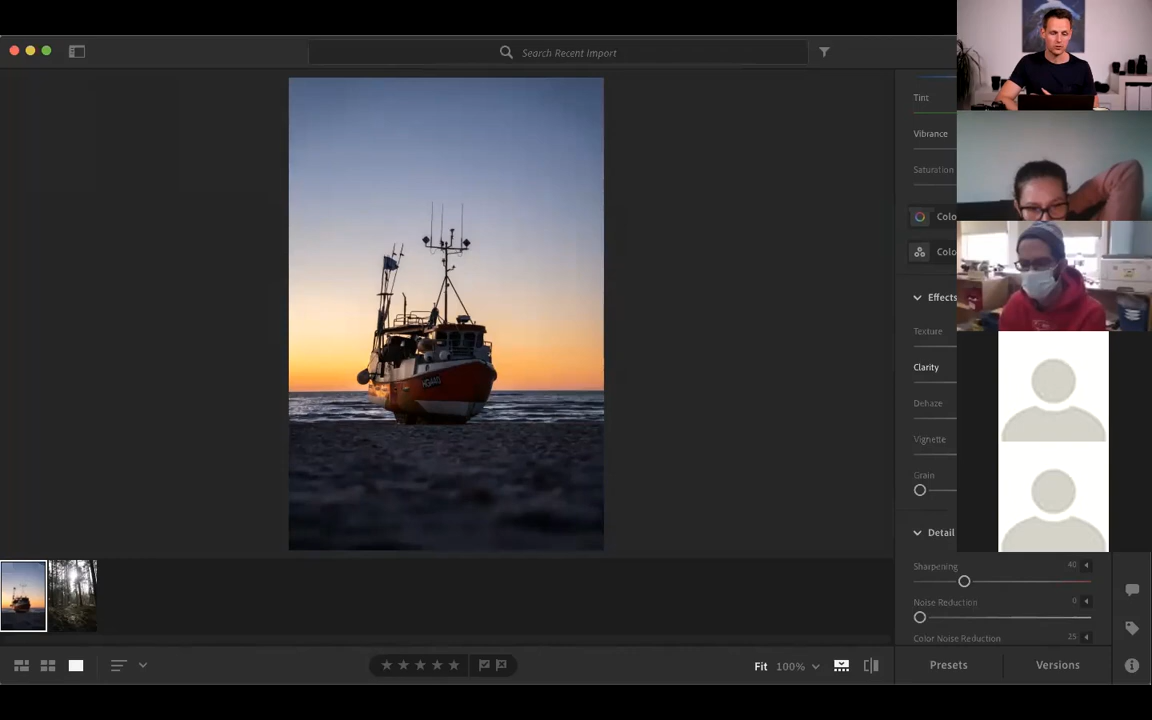 Search Recent Import
Tint
Vibrance
Saturation
Colo
Colo
Effects
Texture
Clarity
Dehaze
Vignette
Grain
Detail
Sharpening 40
Noise Reduction 0
Color Noise Reduction 25
Fit 100%
Presets Versions